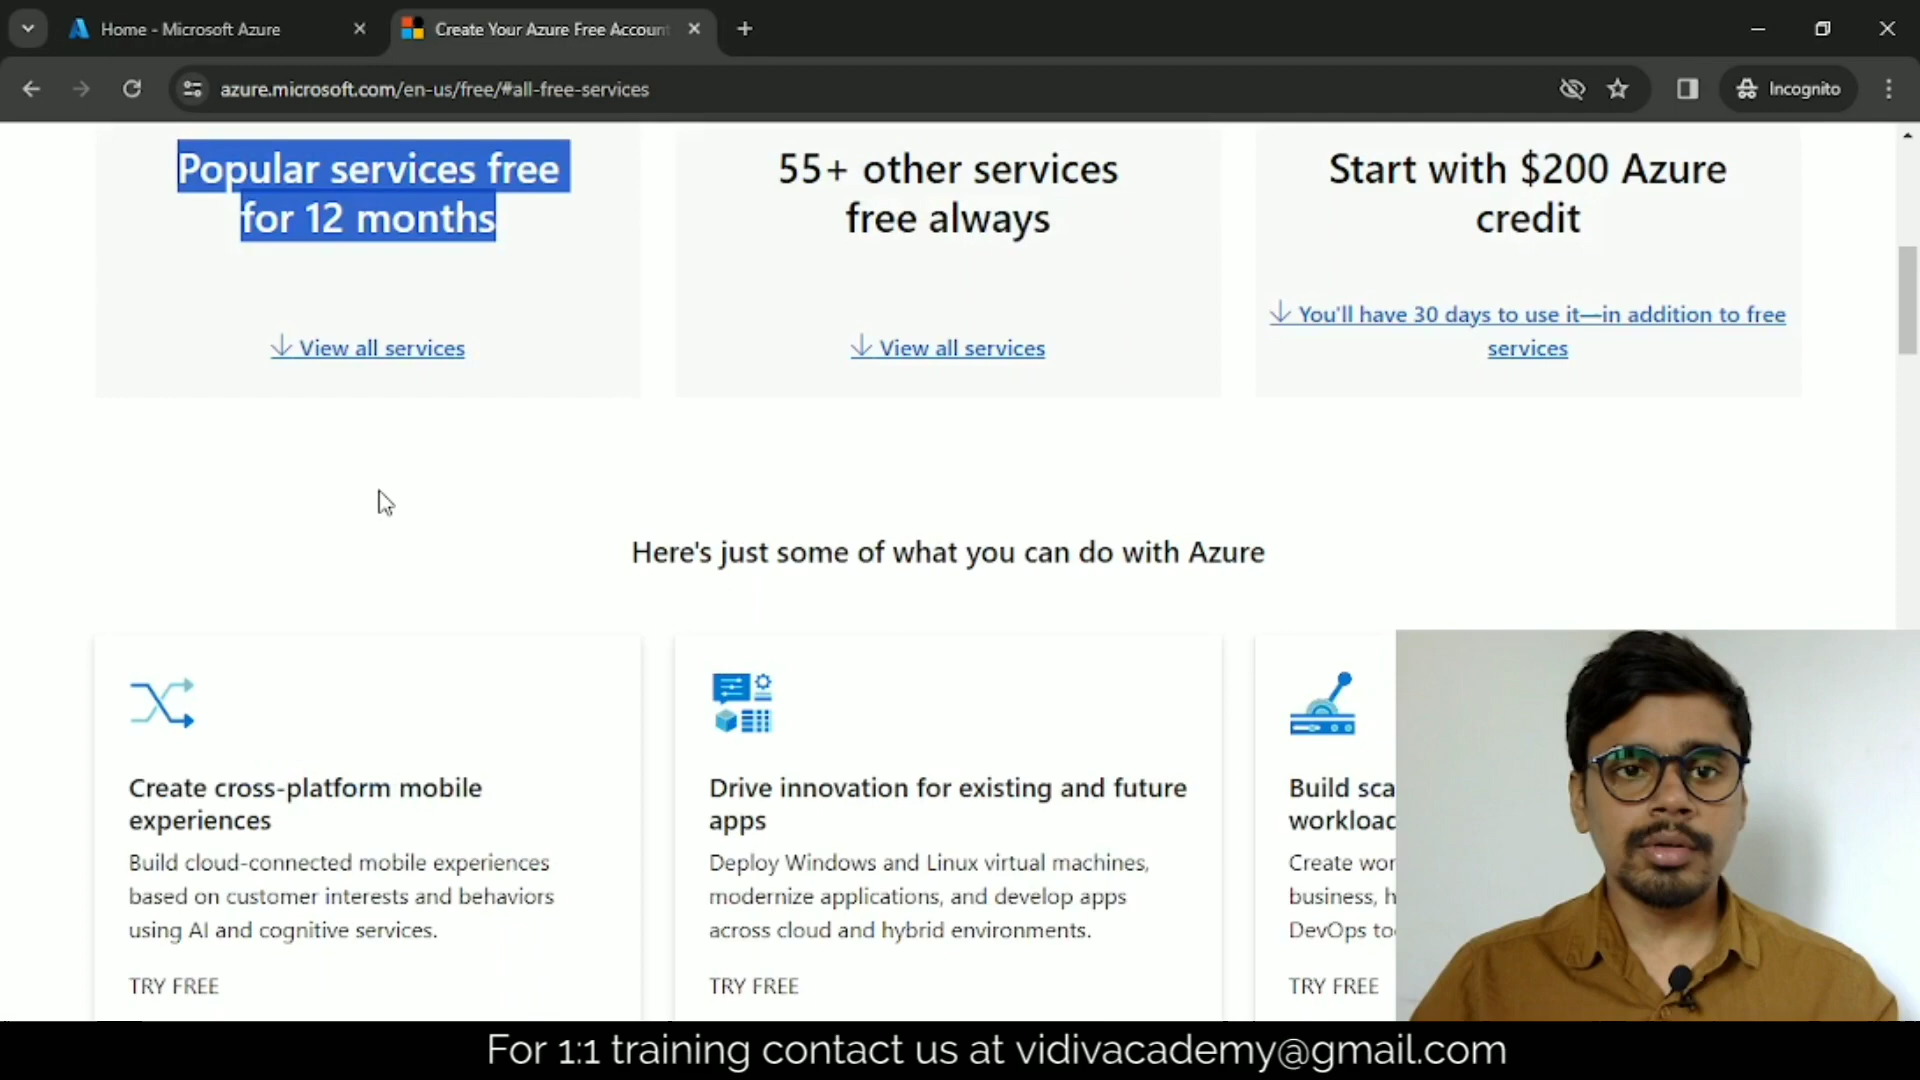 Home - Microsoft Azure
Create Your Azure Free Accoun
azure.microsoft.com/en-us/free/#all-free-services
Incognito
Popular services free
for 12 months
View all services
55+ other services
free always
View all services
Start with $200 Azure
credit
You'll have 30 days to use it—in addition to free
services
Here's just some of what you can do with Azure
Create cross-platform mobile
experiences
Build cloud-connected mobile experiences
based on customer interests and behaviors
using AI and cognitive services.
TRY FREE
Drive innovation for existing and future
apps
Deploy Windows and Linux virtual machines,
modernize applications, and develop apps
across cloud and hybrid environments.
TRY FREE
Build sca
workloac
Create wor
business, h
DevOps to
TRY FREE
For 1:1 training contact us at vidivacademy@gmail.com